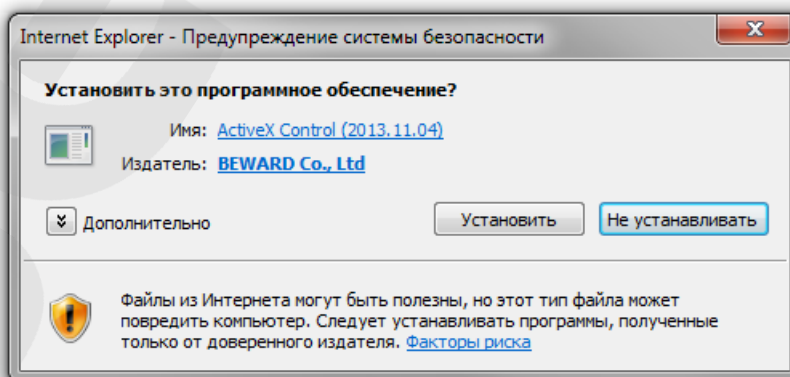 Internet Explorer - Предупреждение системы безопасности
Установить это программное обеспечение?
Имя: ActiveX Control (2013.11.04)
Издатель: BEWARD Co., Ltd
Дополнительно
Установить
Не устанавливать
Файлы из Интернета могут быть полезны, но этот тип файла может
повредить компьютер. Следует устанавливать программы, полученные
только от доверенного издателя. Факторы риска